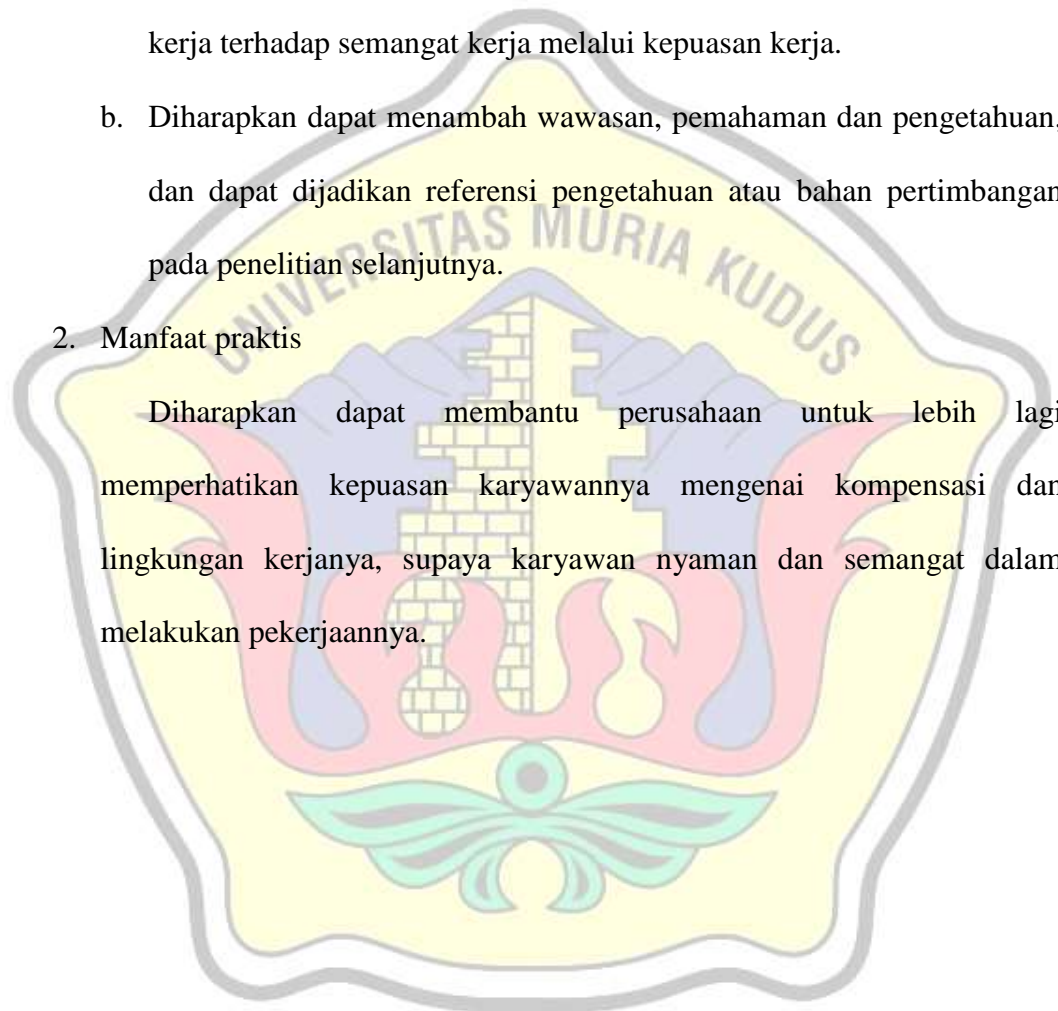 kerja terhadap semangat kerja melalui kepuasan kerja.
b. Diharapkan dapat menambah wawasan, pemahaman dan pengetahuan,
dan dapat dijadikan referensi pengetahuan atau bahan pertimbangan
pada penelitian selanjutnya.
UNIVERSITAS MURIA KUDUS
2. Manfaat praktis
Diharapkan dapat membantu perusahaan untuk lebih lagi
memperhatikan kepuasan karyawannya mengenai kompensasi dan
lingkungan kerjanya, supaya karyawan nyaman dan semangat dalam
melakukan pekerjaannya.